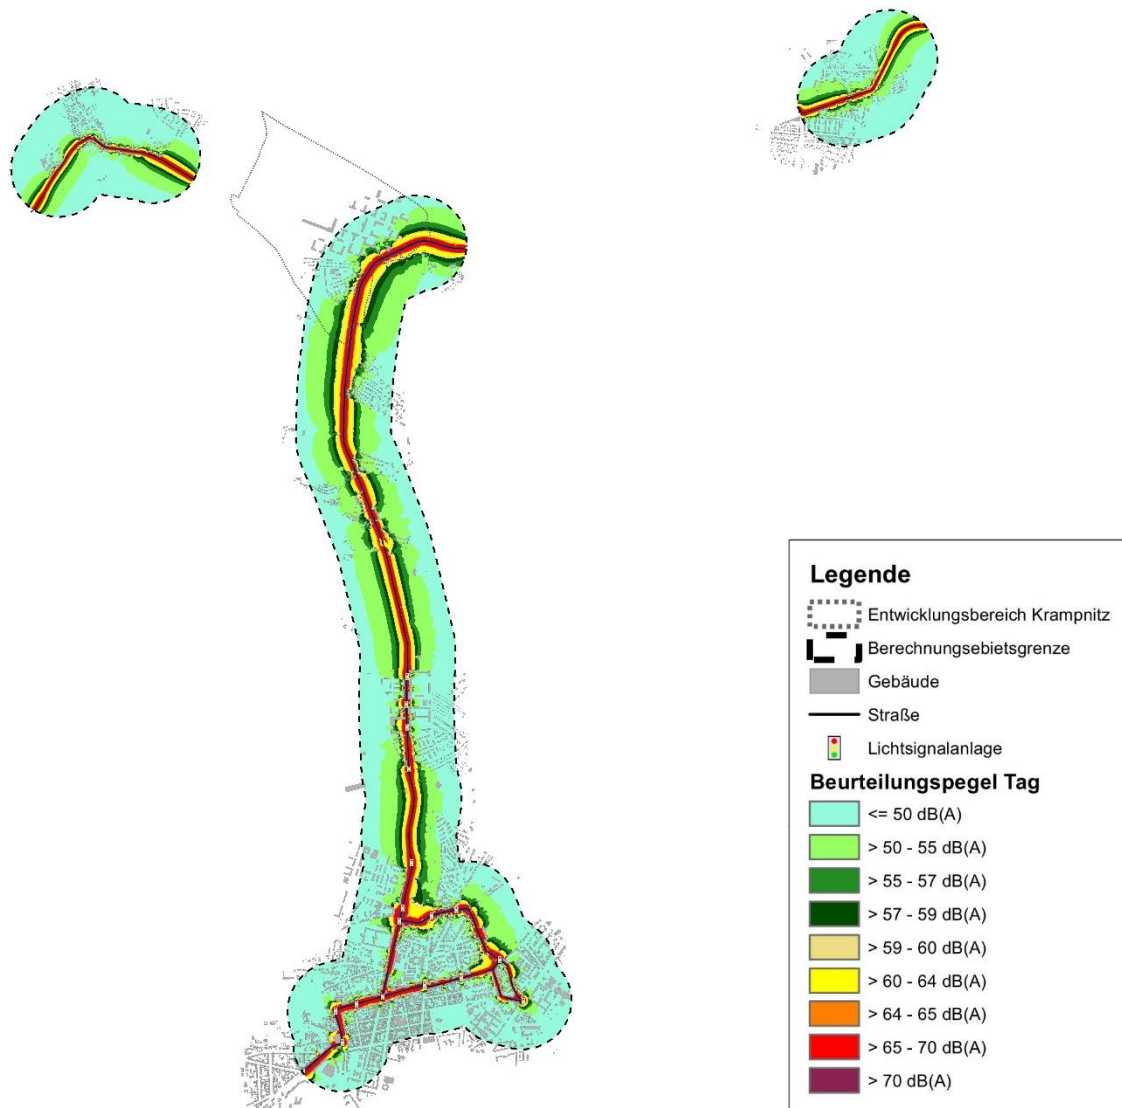 Legende
Entwicklungsbereich Krampnitz
Berechnungsebietsgrenze
Gebäude
Straße
Lichtsignalanlage
Beurteilungspegel Tag
<= 50 dB(A)
> 50 - 55 dB(A)
> 55 - 57 dB(A)
> 57 - 59 dB(A)
> 59 - 60 dB(A)
> 60 - 64 dB(A)
> 64 - 65 dB(A)
> 65 - 70 dB(A)
> 70 dB(A)